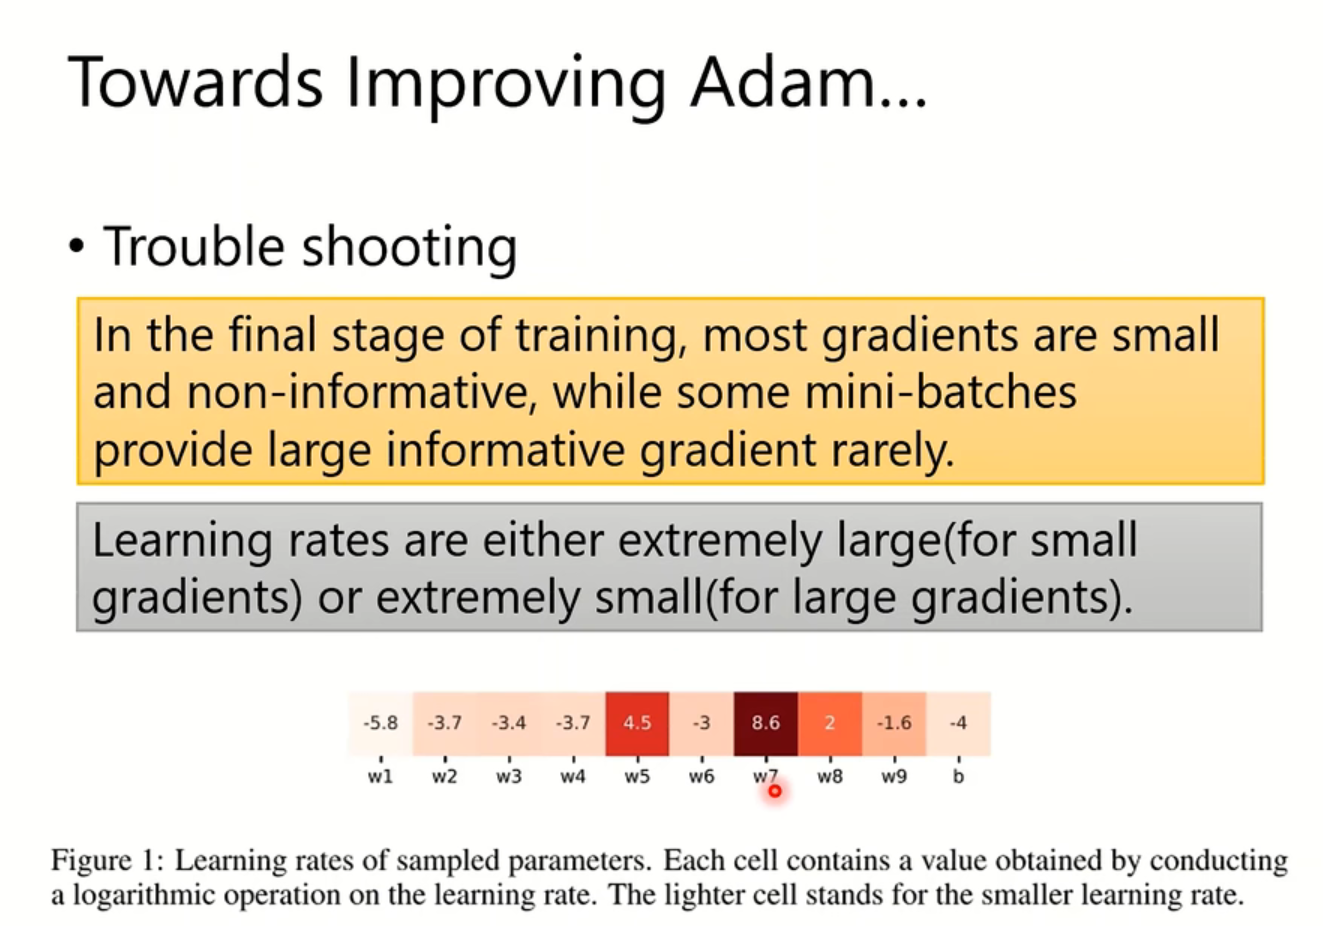 Towards Improving Adam...
• Trouble shooting
In the final stage of training, most gradients are small
and non-informative, while some mini-batches
provide large informative gradient rarely.
Learning rates are either extremely large(for small
gradients) or extremely small(for large gradients).
-5.8 -3.7 -3.4 -3.7 4.5 -3 8.6 2 -1.6 -4
w1 w2 w3 w4 w5 w6 w7 w8 w9 b
Figure 1: Learning rates of sampled parameters. Each cell contains a value obtained by conducting
a logarithmic operation on the learning rate. The lighter cell stands for the smaller learning rate.